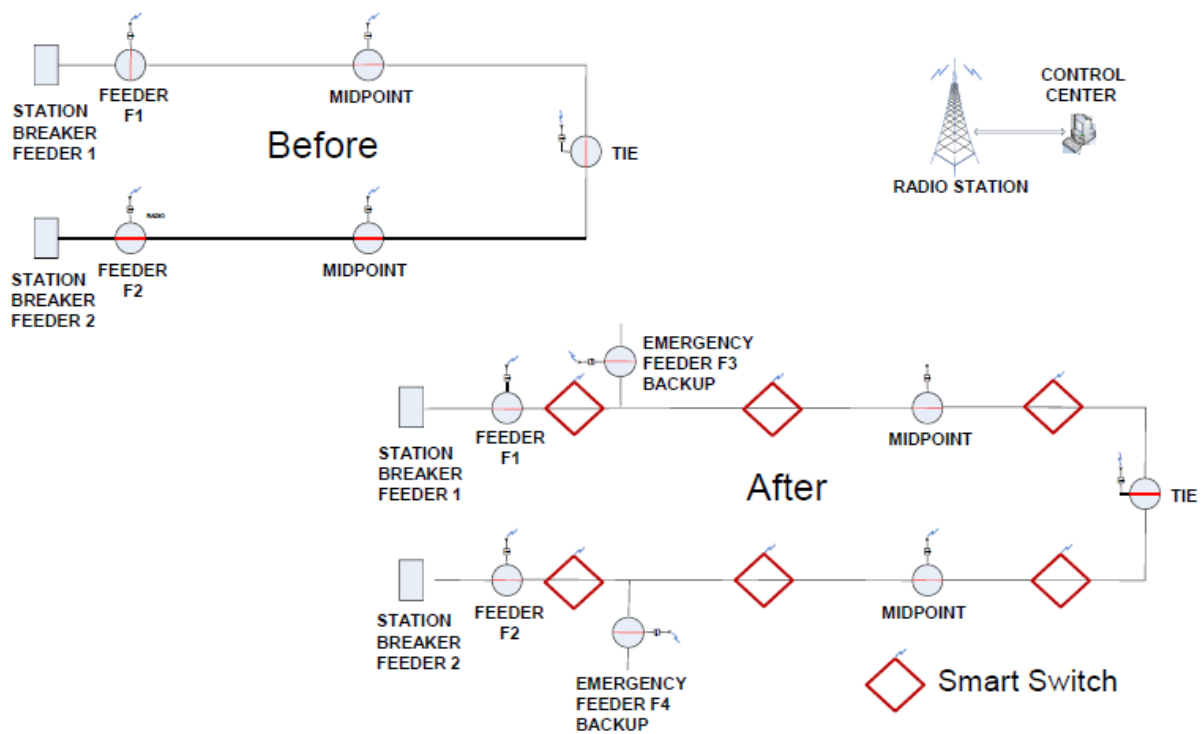 FEEDER
F1
MIDPOINT
STATION
BREAKER
FEEDER 1
Before
TIE
CONTROL
CENTER
RADIO STATION
RADIO
FEEDER
F2
MIDPOINT
STATION
BREAKER
FEEDER 2
EMERGENCY
FEEDER F3
BACKUP
FEEDER
F1
MIDPOINT
STATION
BREAKER
FEEDER 1
After
TIE
FEEDER
F2
MIDPOINT
STATION
BREAKER
FEEDER 2
EMERGENCY
FEEDER F4
BACKUP
Smart Switch